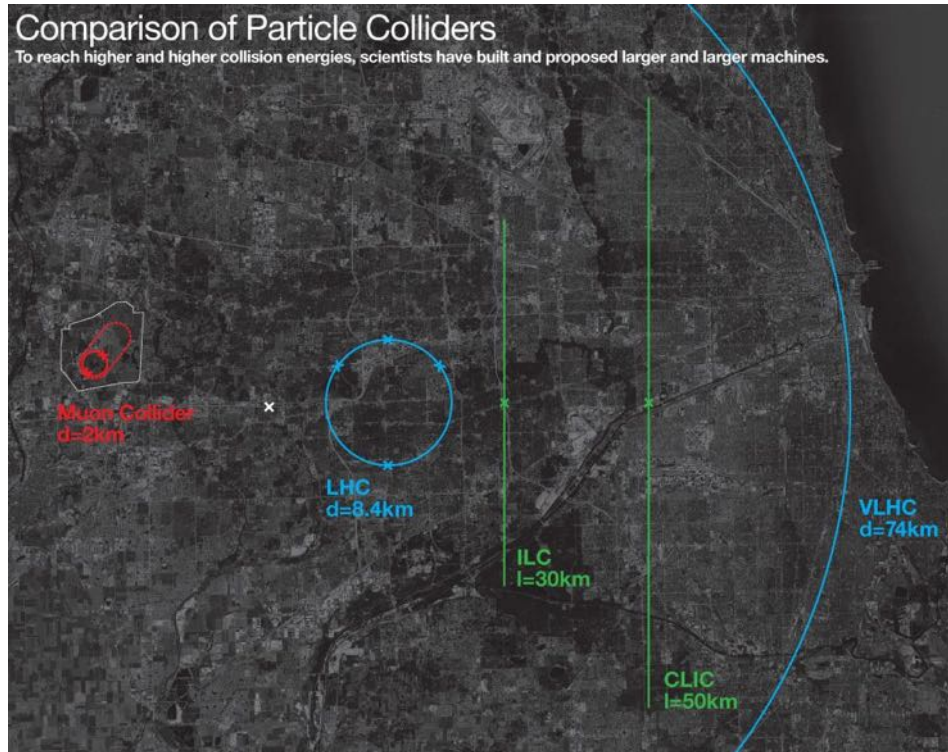 Comparison of Particle Colliders
To reach higher and higher collision energies, scientists have built and proposed larger and larger machines.
Muon Collider
d=2km
LHC
d=8.4km
ILC
l=30km
CLIC
l=50km
VLHC
d=74km